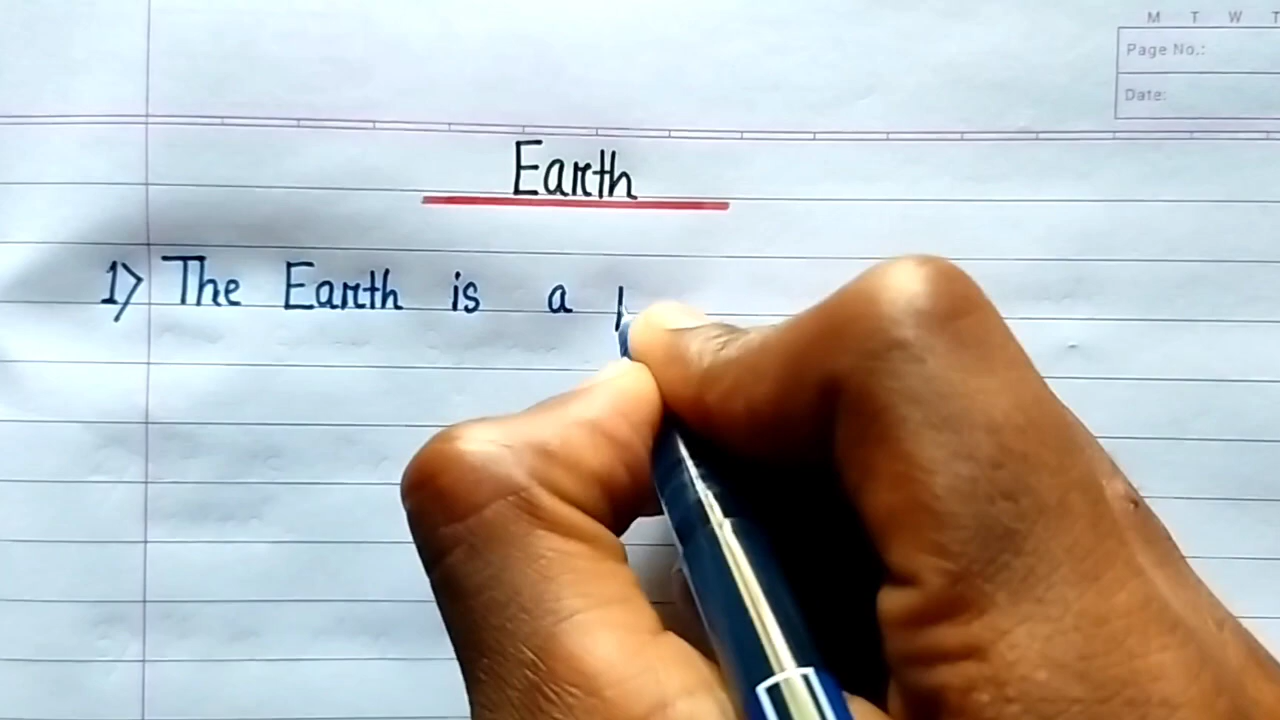 M T W T
Page No.:
Date:
Earth
1) The Earth is a